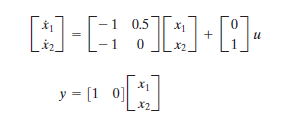 [ẋ₁; ẋ₂] = [−1 0.5; −1 0][x₁; x₂] + [0; 1] u
y = [1 0][x₁; x₂]